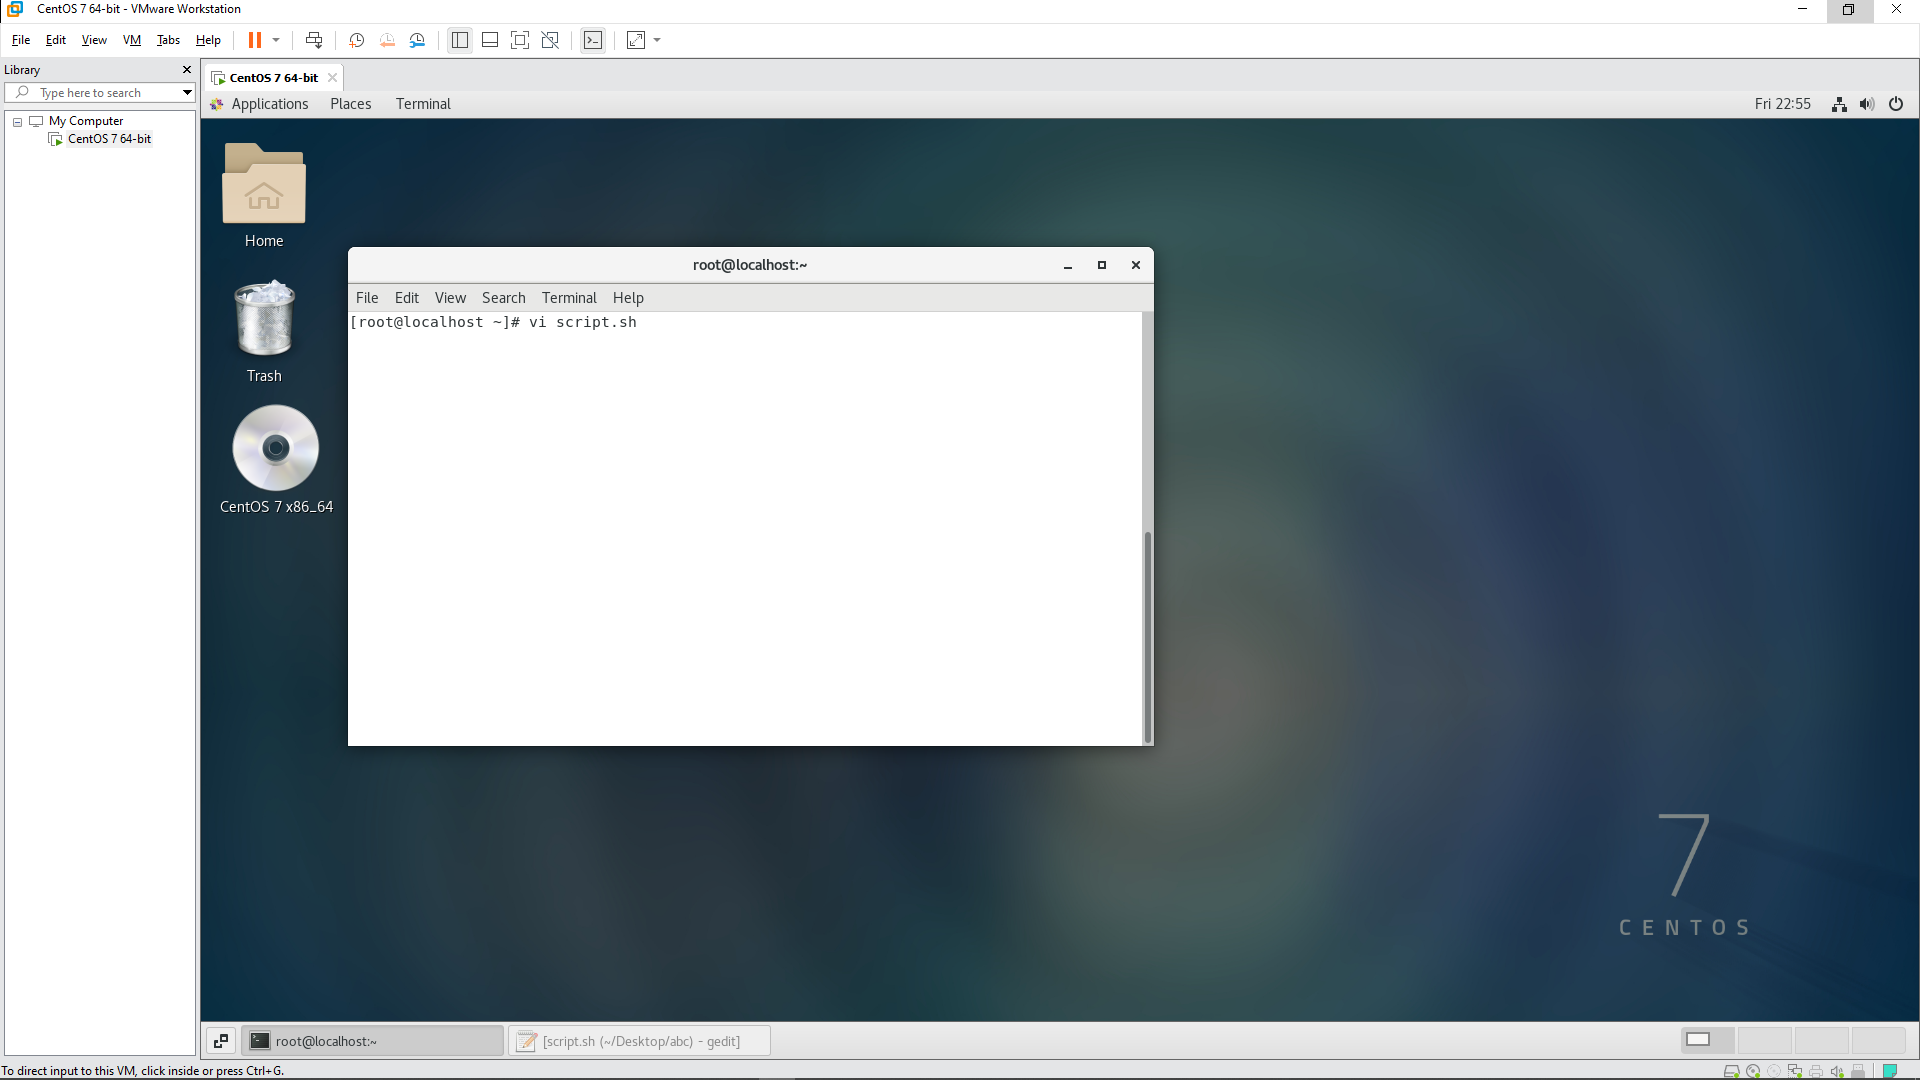 CentOS 7 64-bit - VMware Workstation
File Edit View VM Tabs Help
Library
Type here to search
My Computer
CentOS 7 64-bit
CentOS 7 64-bit
Applications Places Terminal
Fri 22:55
Home
Trash
CentOS 7 x86_64
root@localhost:~
File Edit View Search Terminal Help
[root@localhost ~]# vi script.sh
7
CENTOS
root@localhost:~
[script.sh (~/Desktop/abc) - gedit]
To direct input to this VM, click inside or press Ctrl+G.